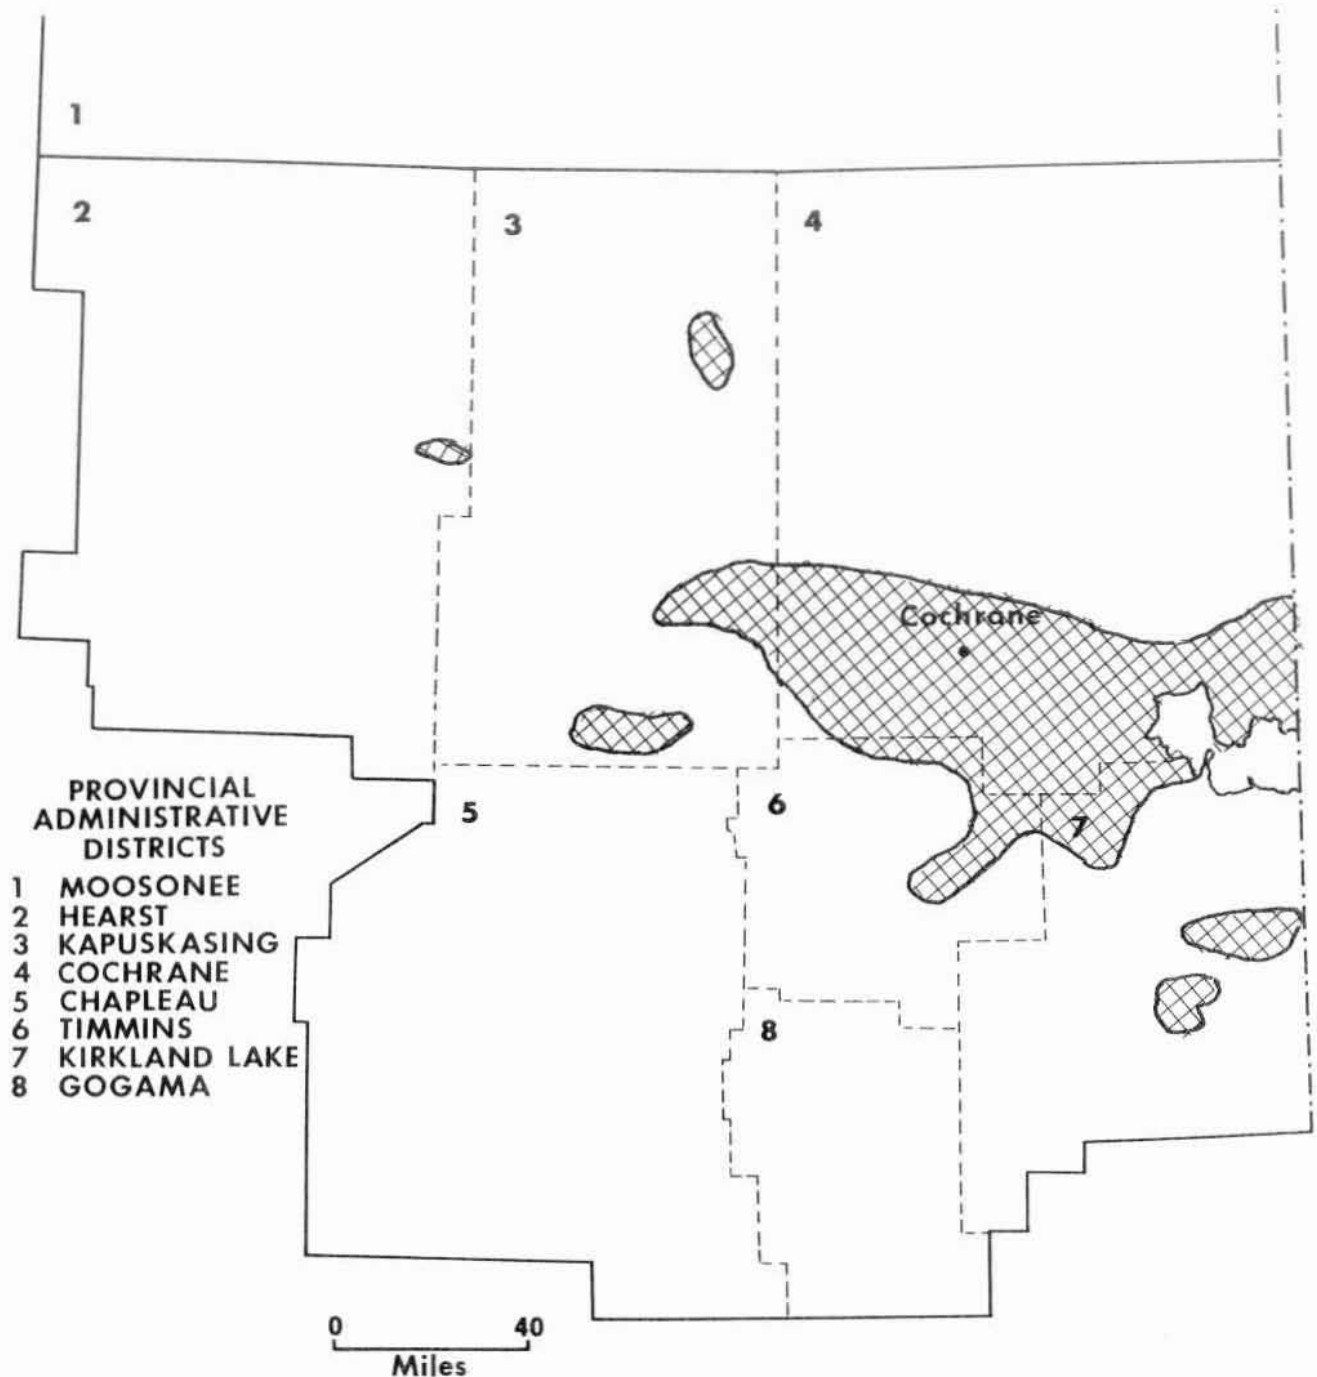 1
2
3
4
Cochrane
5
6
7
8
PROVINCIAL
ADMINISTRATIVE
DISTRICTS
1 MOOSONEE
2 HEARST
3 KAPUSKASING
4 COCHRANE
5 CHAPLEAU
6 TIMMINS
7 KIRKLAND LAKE
8 GOGAMA
0 40
Miles